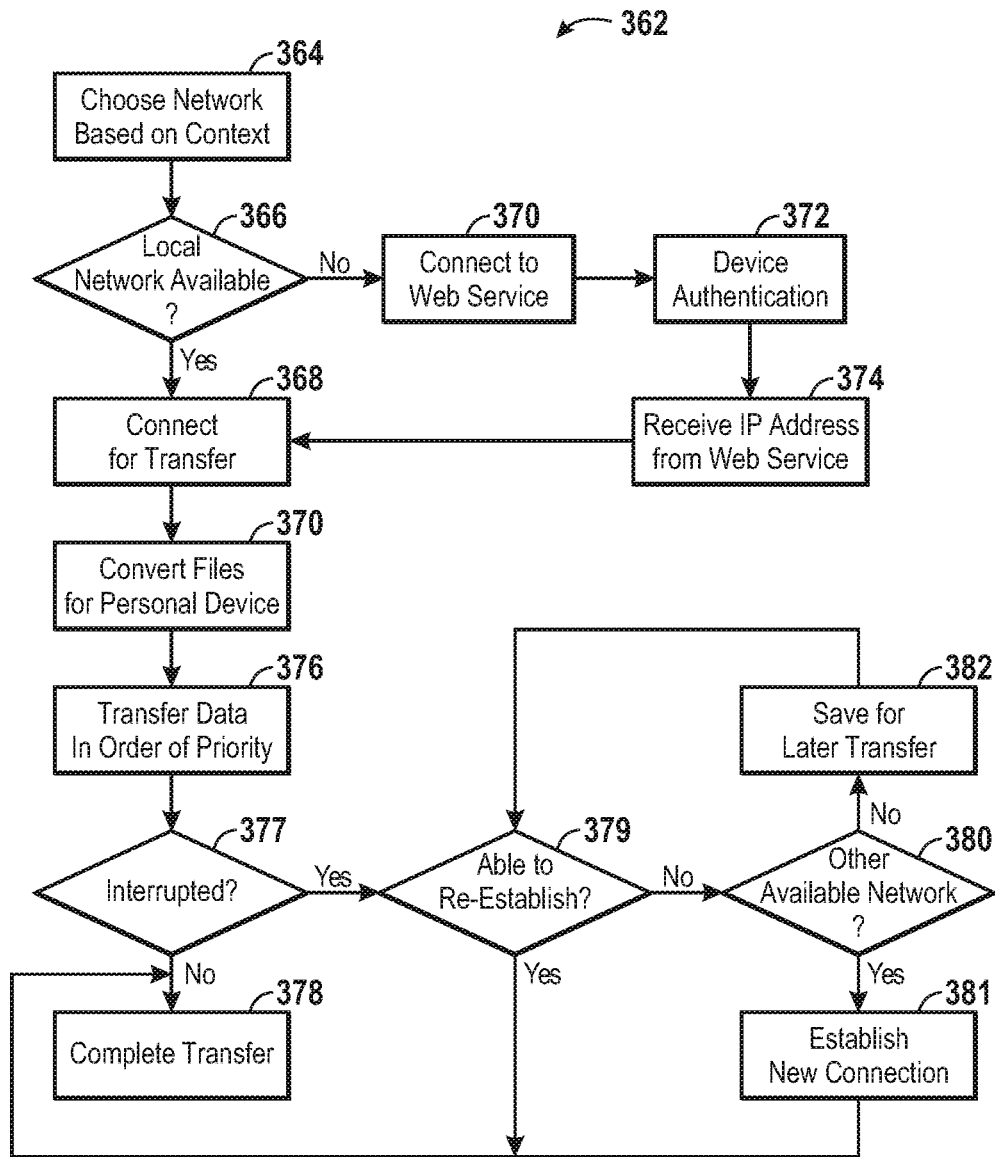 362
364
Choose Network
Based on Context
366
Local
Network Available
?
No
Yes
370
Connect to
Web Service
372
Device
Authentication
374
Receive IP Address
from Web Service
368
Connect
for Transfer
370
Convert Files
for Personal Device
376
Transfer Data
In Order of Priority
377
Interrupted?
Yes
No
379
Able to
Re-Establish?
No
Yes
382
Save for
Later Transfer
No
380
Other
Available Network
?
Yes
378
Complete Transfer
381
Establish
New Connection